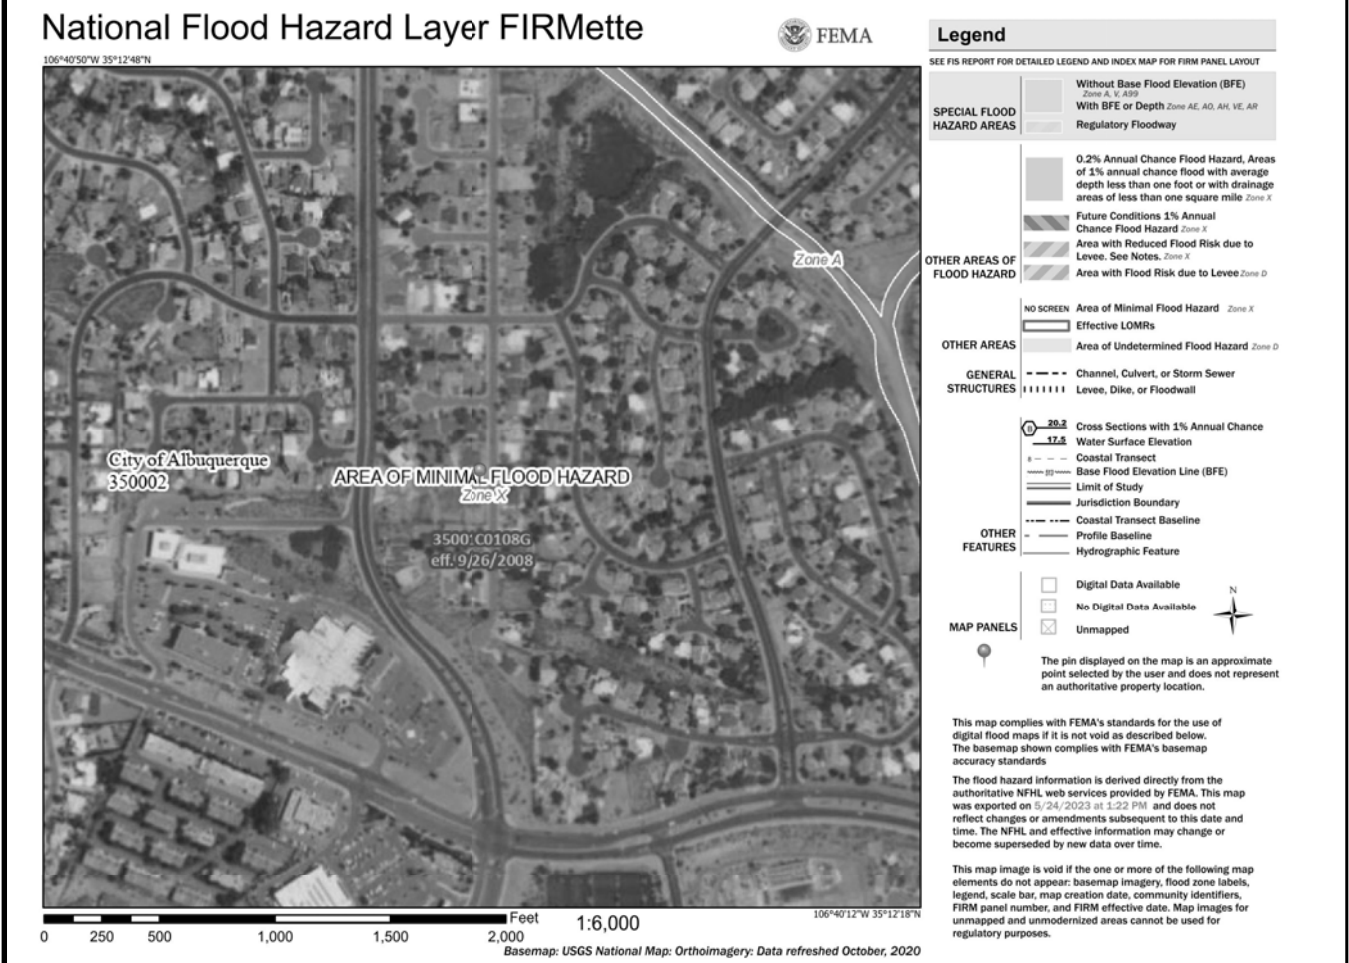 National Flood Hazard Layer FIRMette
FEMA
106°40'50"W 35°12'48"N
Zone A
City of Albuquerque
350002
AREA OF MINIMAL FLOOD HAZARD
Zone X
35001C0108G
eff. 9/26/2008
106°40'12"W 35°12'18"N
Feet
1:6,000
0 250 500 1,000 1,500 2,000
Basemap: USGS National Map: Orthoimagery: Data refreshed October, 2020
Legend
SEE FIS REPORT FOR DETAILED LEGEND AND INDEX MAP FOR FIRM PANEL LAYOUT
SPECIAL FLOOD
HAZARD AREAS
Without Base Flood Elevation (BFE)
Zone A, V, A99
With BFE or Depth Zone AE, AO, AH, VE, AR
Regulatory Floodway
OTHER AREAS OF
FLOOD HAZARD
0.2% Annual Chance Flood Hazard, Areas
of 1% annual chance flood with average
depth less than one foot or with drainage
areas of less than one square mile Zone X
Future Conditions 1% Annual
Chance Flood Hazard Zone X
Area with Reduced Flood Risk due to
Levee. See Notes. Zone X
Area with Flood Risk due to Levee Zone D
OTHER AREAS
NO SCREEN Area of Minimal Flood Hazard Zone X
Effective LOMRs
Area of Undetermined Flood Hazard Zone D
GENERAL
STRUCTURES
Channel, Culvert, or Storm Sewer
Levee, Dike, or Floodwall
OTHER
FEATURES
B 20.2 Cross Sections with 1% Annual Chance
17.5 Water Surface Elevation
8 Coastal Transect
513 Base Flood Elevation Line (BFE)
Limit of Study
Jurisdiction Boundary
Coastal Transect Baseline
Profile Baseline
Hydrographic Feature
MAP PANELS
Digital Data Available
No Digital Data Available
Unmapped
N
The pin displayed on the map is an approximate
point selected by the user and does not represent
an authoritative property location.
This map complies with FEMA's standards for the use of
digital flood maps if it is not void as described below.
The basemap shown complies with FEMA's basemap
accuracy standards
The flood hazard information is derived directly from the
authoritative NFHL web services provided by FEMA. This map
was exported on 5/24/2023 at 1:22 PM and does not
reflect changes or amendments subsequent to this date and
time. The NFHL and effective information may change or
become superseded by new data over time.
This map image is void if the one or more of the following map
elements do not appear: basemap imagery, flood zone labels,
legend, scale bar, map creation date, community identifiers,
FIRM panel number, and FIRM effective date. Map images for
unmapped and unmodernized areas cannot be used for
regulatory purposes.